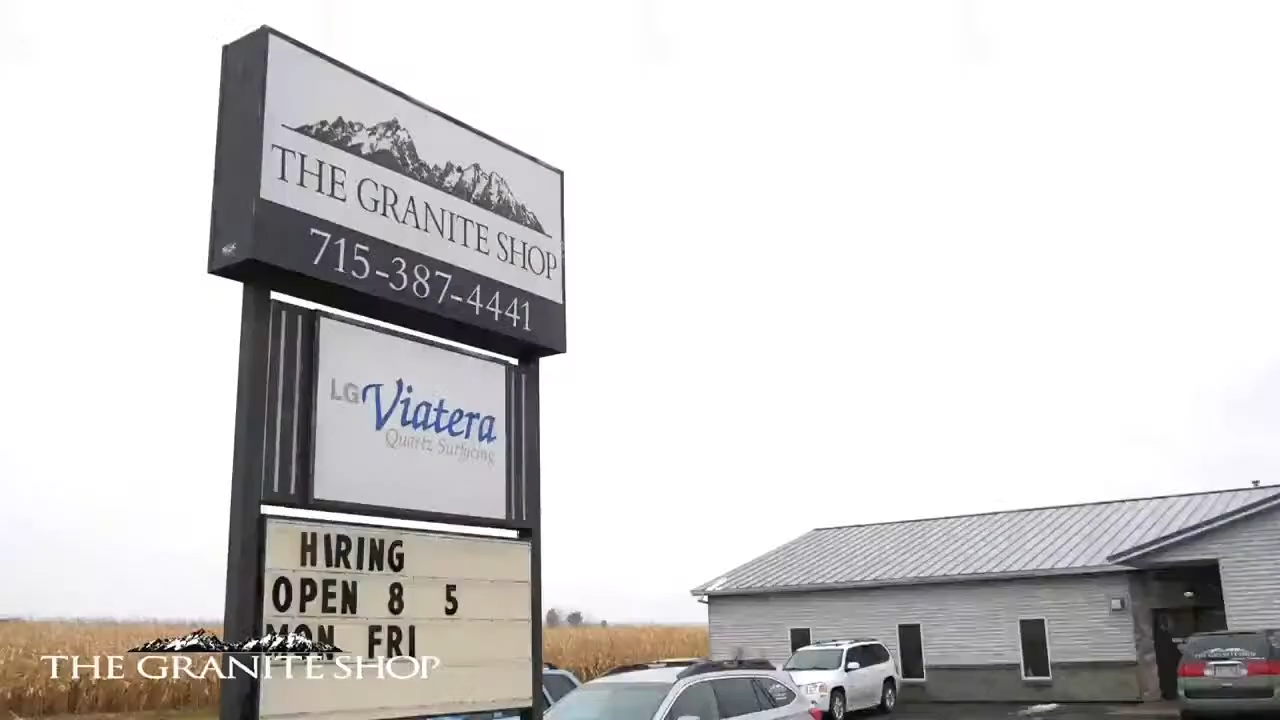 THE GRANITE SHOP
715-387-4441
LG Viatera
Quartz Surfacing
HIRING
OPEN 8 5
MON FRI
THE GRANITE SHOP